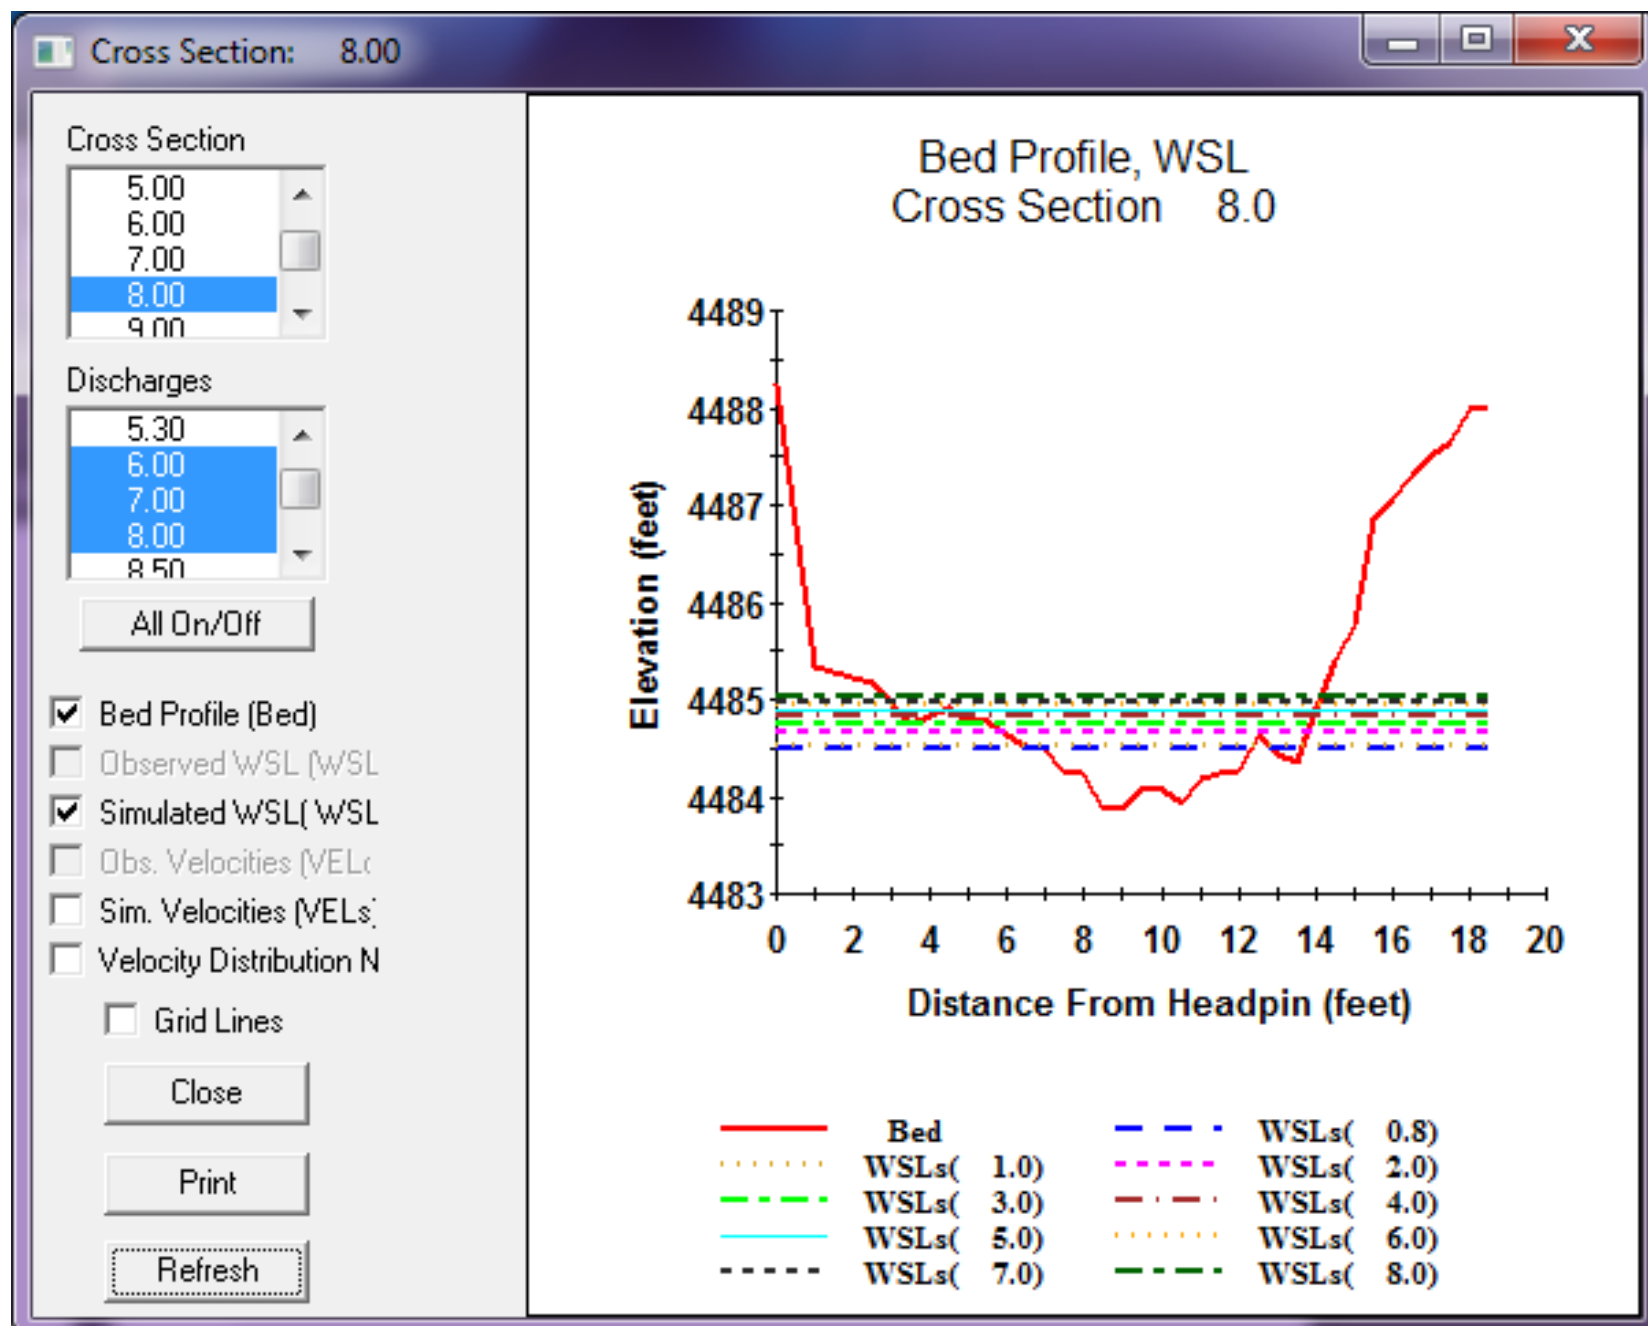 Cross Section: 8.00
Cross Section
5.00
6.00
7.00
8.00
9.00
Discharges
5.30
6.00
7.00
8.00
8.50
All On/Off
Bed Profile (Bed)
Observed WSL (WSL
Simulated WSL( WSL
Obs. Velocities (VELo
Sim. Velocities (VELs)
Velocity Distribution N
Grid Lines
Close
Print
Refresh
Bed Profile, WSL
Cross Section 8.0
Elevation (feet)
4489
4488
4487
4486
4485
4484
4483
0 2 4 6 8 10 12 14 16 18 20
Distance From Headpin (feet)
Bed WSLs( 0.8)
WSLs( 1.0) WSLs( 2.0)
WSLs( 3.0) WSLs( 4.0)
WSLs( 5.0) WSLs( 6.0)
WSLs( 7.0) WSLs( 8.0)